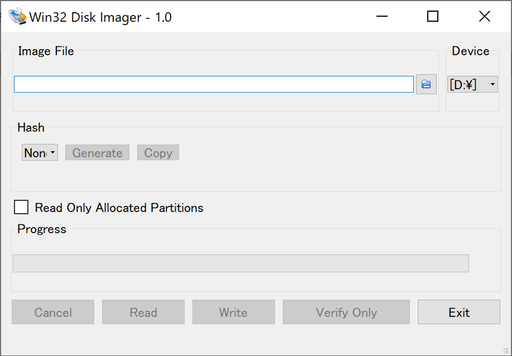 Win32 Disk Imager - 1.0
Image File
Device
[D:¥]
Hash
Non
Generate
Copy
Read Only Allocated Partitions
Progress
Cancel
Read
Write
Verify Only
Exit